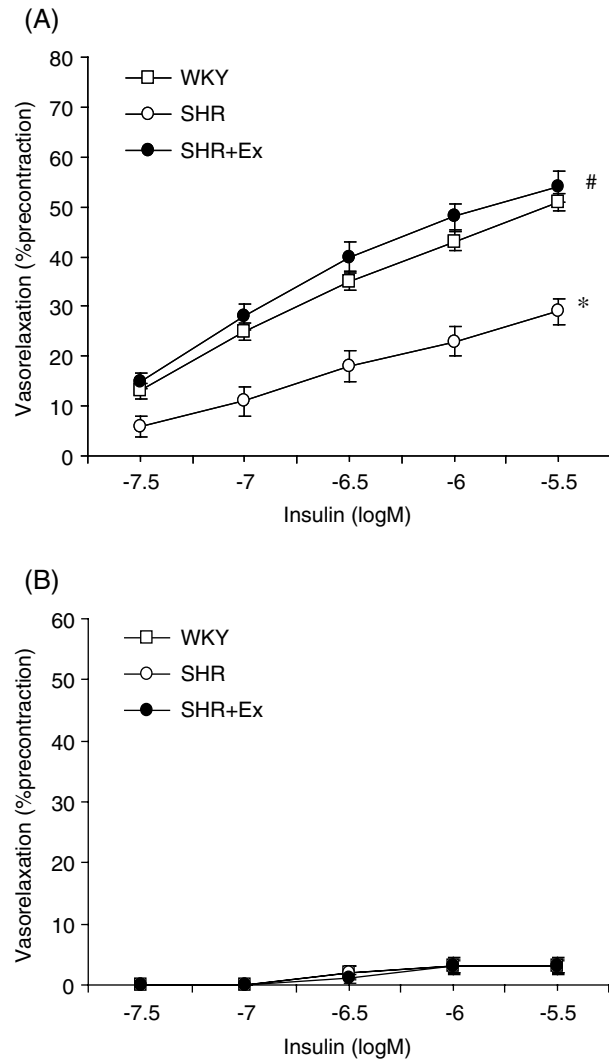 (A)
Vasorelaxation (%precontraction)
80
70
60
50
40
30
20
10
0
WKY
SHR
SHR+Ex
#
*
-7.5 -7 -6.5 -6 -5.5
Insulin (logM)
(B)
Vasorelaxation (%precontraction)
60
50
40
30
20
10
0
WKY
SHR
SHR+Ex
-7.5 -7 -6.5 -6 -5.5
Insulin (logM)